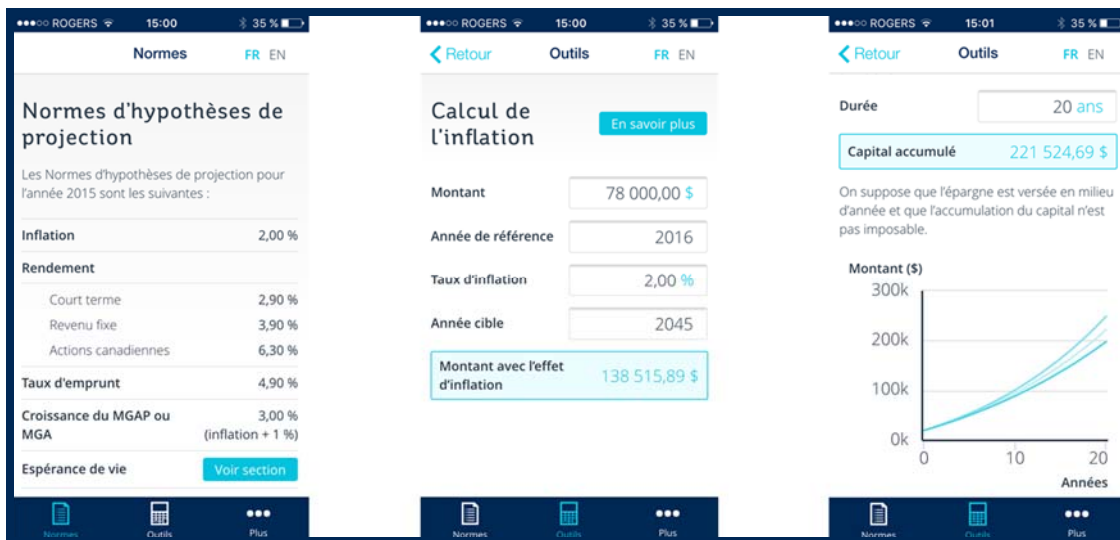 ROGERS 15:00 35 %
Normes FR EN
Normes d'hypothèses de
projection
Les Normes d'hypothèses de projection pour
l'année 2015 sont les suivantes :
Inflation 2,00 %
Rendement
Court terme 2,90 %
Revenu fixe 3,90 %
Actions canadiennes 6,30 %
Taux d'emprunt 4,90 %
Croissance du MGAP ou 3,00 %
MGA (inflation + 1 %)
Espérance de vie Voir section
Normes Outils Plus
ROGERS 15:00 35 %
Retour Outils FR EN
Calcul de
l'inflation
En savoir plus
Montant 78 000,00 $
Année de référence 2016
Taux d'inflation 2,00 %
Année cible 2045
Montant avec l'effet
d'inflation
138 515,89 $
Normes Outils Plus
ROGERS 15:01 35 %
Retour Outils FR EN
Durée 20 ans
Capital accumulé 221 524,69 $
On suppose que l'épargne est versée en milieu
d'année et que l'accumulation du capital n'est
pas imposable.
Montant ($)
300k
200k
100k
0k
0 10 20
Années
Normes Outils Plus